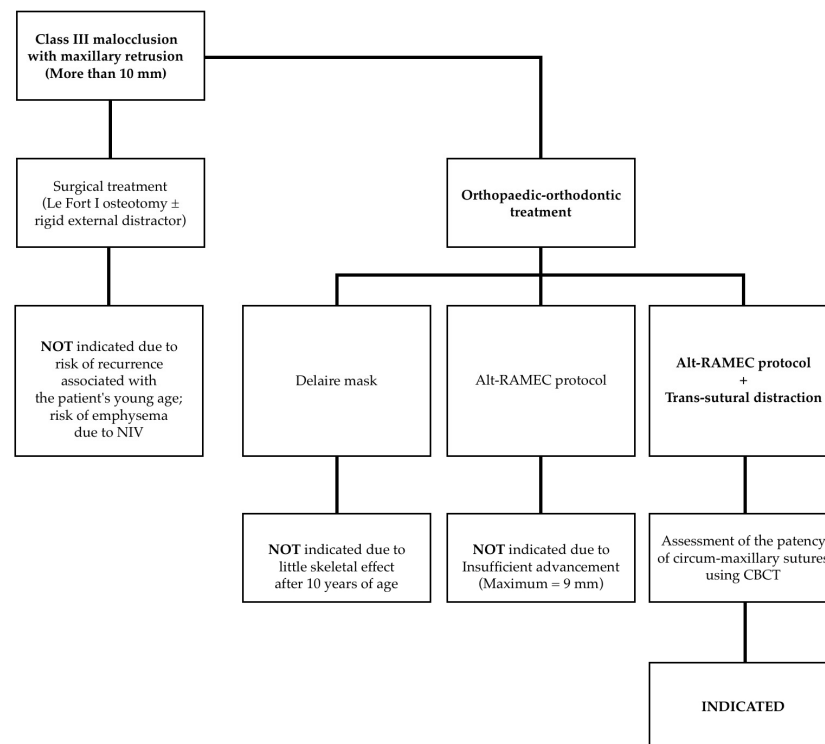 Class III malocclusion
with maxillary retrusion
(More than 10 mm)
Surgical treatment
(Le Fort I osteotomy ±
rigid external distractor)
Orthopaedic-orthodontic
treatment
NOT indicated due to
risk of recurrence
associated with
the patient's young age;
risk of emphysema
due to NIV
Delaire mask
Alt-RAMEC protocol
Alt-RAMEC protocol
+
Trans-sutural distraction
NOT indicated due to
little skeletal effect
after 10 years of age
NOT indicated due to
Insufficient advancement
(Maximum = 9 mm)
Assessment of the patency
of circum-maxillary sutures
using CBCT
INDICATED